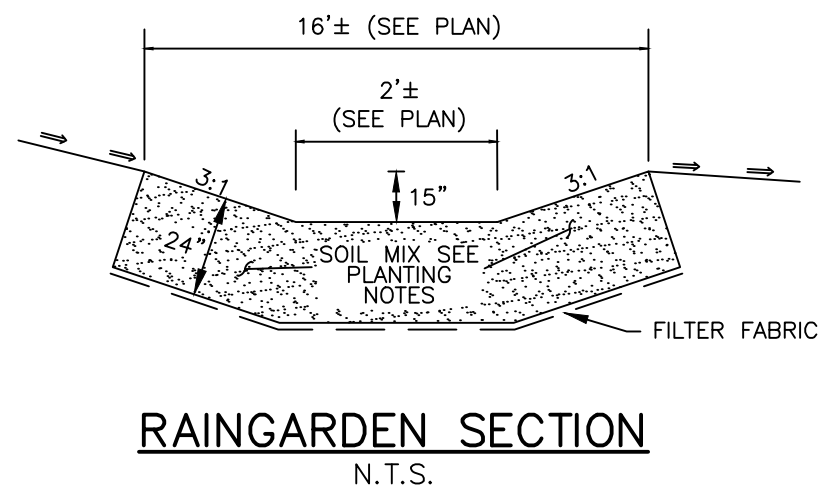 16'± (SEE PLAN)
2'±
(SEE PLAN)
3:1
15"
3:1
24"
SOIL MIX SEE
PLANTING
NOTES
FILTER FABRIC
RAINGARDEN SECTION
N.T.S.